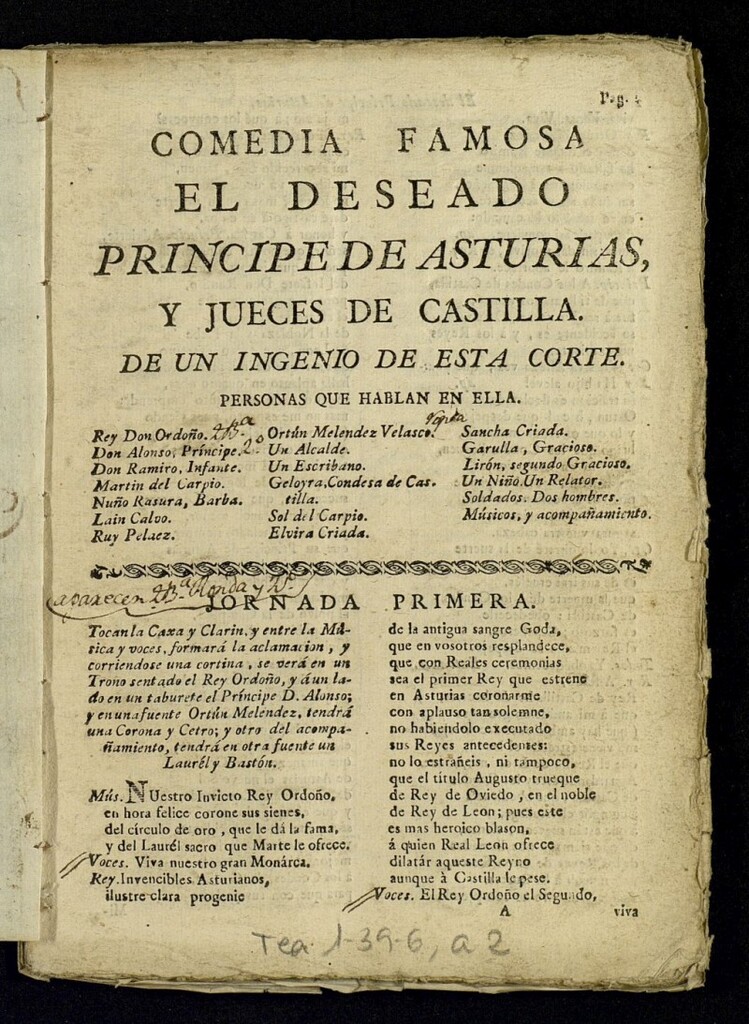 Pag.
COMEDIA FAMOSA
EL DESEADO
PRINCIPE DE ASTURIAS,
Y JUECES DE CASTILLA.
DE UN INGENIO DE ESTA CORTE.
PERSONAS QUE HABLAN EN ELLA.
Rey Don Ordoño.
Don Alonso, Príncipe. 2º
Don Ramiro, Infante.
Martin del Carpio.
Nuño Rasura, Barba.
Lain Calvo.
Ruy Pelaez.
Ortún Melendez Velasco.
Un Alcalde.
Un Escribano.
Geloyra, Condesa de Cas-
tilla.
Sol del Carpio.
Elvira Criada.
Sancha Criada.
Garulla, Gracioso.
Lirón, segundo Gracioso.
Un Niño. Un Relator.
Soldados. Dos hombres.
Músicos, y acompañamiento.
aparecen
JORNADA PRIMERA.
Tocan la Caxa y Clarin, y entre la Mú-
sica y voces, formará la aclamacion, y
corriendose una cortina, se verá en un
Trono sentado el Rey Ordoño, y á un la-
do en un taburete el Príncipe D. Alonso;
y en una fuente Ortún Melendez, tendrá
una Corona y Cetro; y otro del acompa-
ñamiento, tendrá en otra fuente un
Laurél y Bastón.
Mús. NUestro Invicto Rey Ordoño,
en hora felice corone sus sienes,
del círculo de oro, que le dá la fama,
y del Laurél sacro que Marte le ofrece.
Voces. Viva nuestro gran Monárca.
Rey. Invencibles Asturianos,
ilustre clara progenie
de la antigua sangre Goda,
que en vosotros resplandece,
que con Reales ceremonias
sea el primer Rey que estrene
en Asturias coronarme
con aplauso tan solemne,
no habiendolo executado
sus Reyes antecedentes:
no lo estrañeis, ni tampoco,
que el título Augusto trueque
de Rey de Oviedo, en el noble
de Rey de Leon; pues este
es mas heroico blason,
á quien Real Leon ofrece
dilatár aqueste Reyno
aunque à Castilla le pese.
Voces. El Rey Ordoño el Segundo,
A viva
Tea 1-39-6, a 2